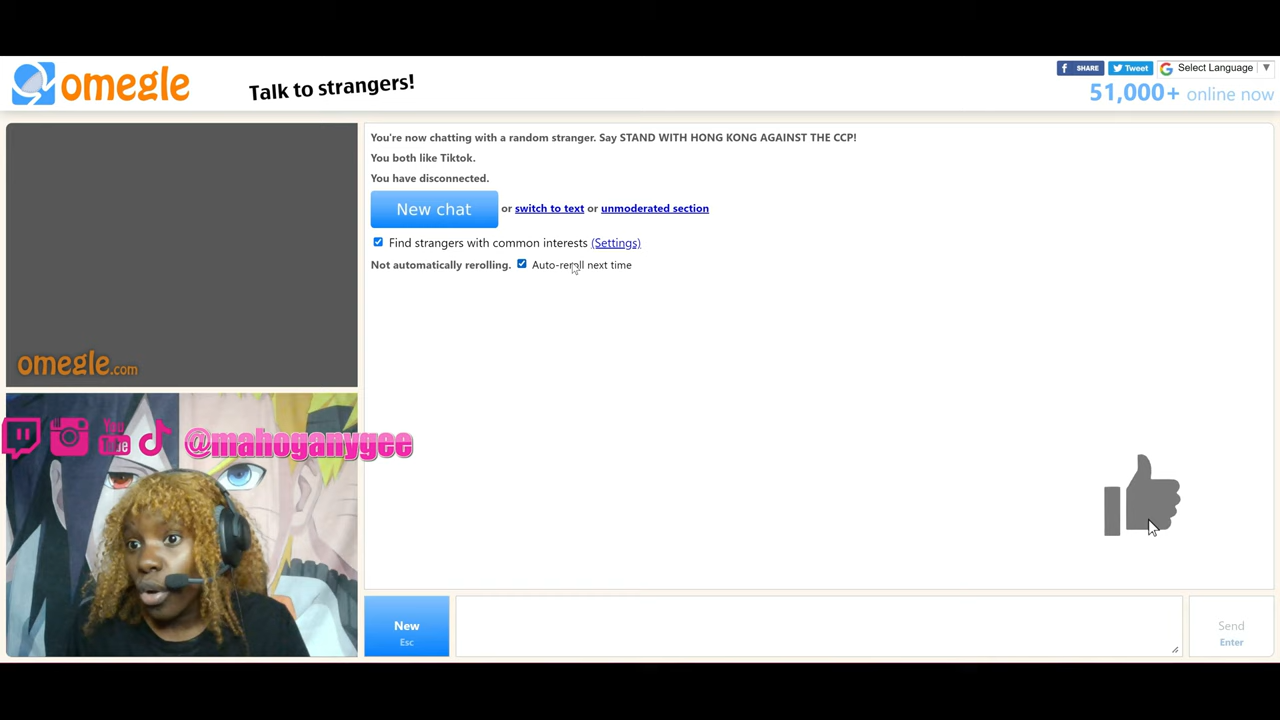 omegle
Talk to strangers!
SHARE
Tweet
Select Language
51,000+ online now
You're now chatting with a random stranger. Say STAND WITH HONG KONG AGAINST THE CCP!
You both like Tiktok.
You have disconnected.
New chat or switch to text or unmoderated section
Find strangers with common interests (Settings)
Not automatically rerolling. Auto-reroll next time
omegle.com
You Tube
@mahoganygee
New
Esc
Send
Enter